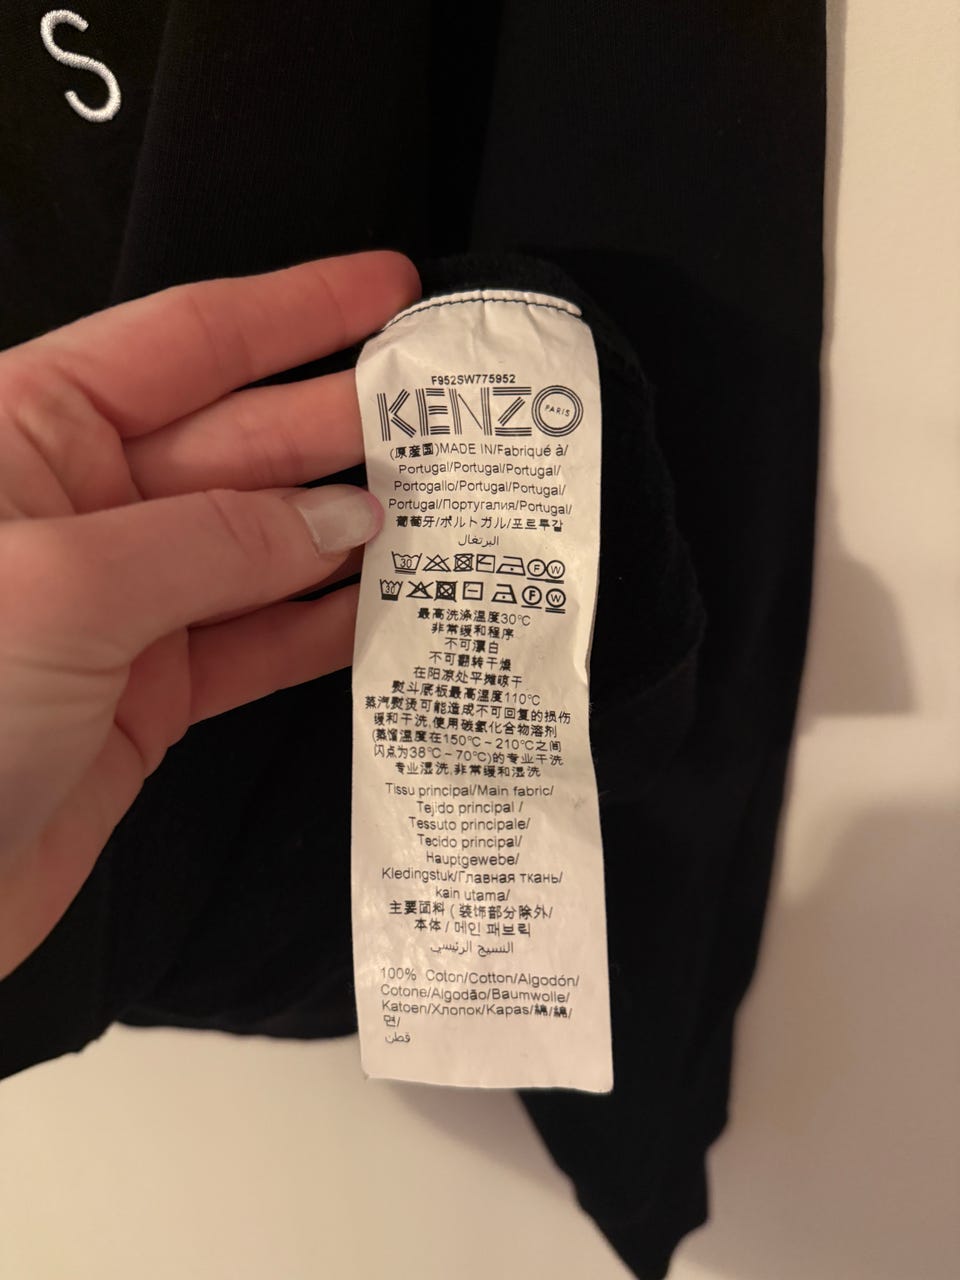 S
F952SW775952
KENZO
PARIS
(原産国)MADE IN/Fabriqué à/
Portugal/Portugal/Portugal/
Portogallo/Portugal/Portugal/
Portugal/Португалия/Portugal/
葡萄牙/ポルトガル/포르투갈
البرتغال
30 F W
30 F W
最高洗涤温度30°C
非常缓和程序
不可漂白
不可翻转干燥
在阳凉处平摊晾干
熨斗底板最高温度110°C
蒸汽熨烫可能造成不可回复的损伤
缓和干洗,使用碳氢化合物溶剂
(蒸馏温度在150°C~210°C之间
闪点为38°C~70°C)的专业干洗
专业湿洗,非常缓和湿洗
Tissu principal/Main fabric/
Tejido principal /
Tessuto principale/
Tecido principal/
Hauptgewebe/
Kledingstuk/Главная ткань/
kain utama/
主要面料 ( 装饰部分除外/
本体 / 메인 패브릭
النسيج الرئيسي
100% Coton/Cotton/Algodón/
Cotone/Algodão/Baumwolle/
Katoen/Хлопок/Kapas/綿/綿/
면/
قطن